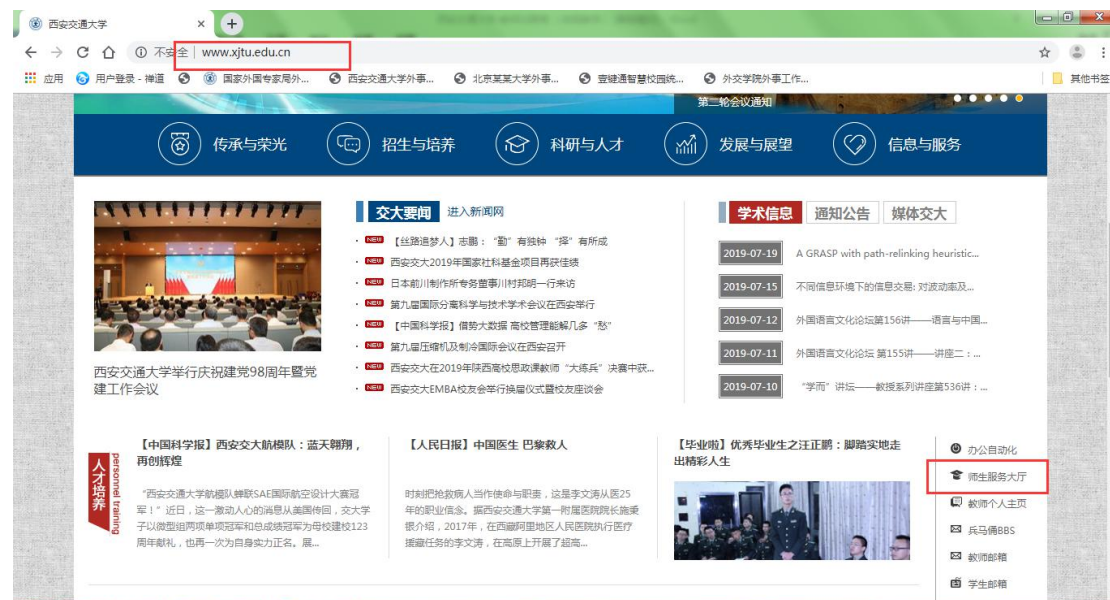 西安交通大学
不安全 | www.xjtu.edu.cn
应用 用户登录 - 禅道 国家外国专家局外... 西安交通大学外事... 北京某某大学外事... 壹键通智慧校园统... 外交学院外事工作... 其他书签
第二轮会议通知
传承与荣光 招生与培养 科研与人才 发展与展望 信息与服务
交大要闻 进入新闻网
NEW 【丝路追梦人】志鹏：“勤”有独钟 “择”有所成
NEW 西安交大2019年国家社科基金项目再获佳绩
NEW 日本前川制作所专务董事川村邦明一行来访
NEW 第九届国际分离科学与技术学术会议在西安举行
NEW 【中国科学报】借势大数据 高校管理能解几多“愁”
NEW 第九届压缩机及制冷国际会议在西安召开
NEW 西安交大在2019年陕西高校思政课教师“大练兵”决赛中获...
NEW 西安交大EMBA校友会举行换届仪式暨校友座谈会
学术信息 通知公告 媒体交大
2019-07-19 A GRASP with path-relinking heuristic...
2019-07-15 不同信息环境下的信息交易: 对波动率及...
2019-07-12 外国语言文化论坛第156讲——语言与中国...
2019-07-11 外国语言文化论坛 第155讲——讲座二：...
2019-07-10 “学而”讲坛——教授系列讲座第536讲：...
西安交通大学举行庆祝建党98周年暨党
建工作会议
人才培养
personnel training
【中国科学报】西安交大航模队：蓝天翱翔，
再创辉煌
“西安交通大学航模队蝉联SAE国际航空设计大赛冠
军！”近日，这一激动人心的消息从美国传回，交大学
子以微型组两项单项冠军和总成绩冠军为母校建校123
周年献礼，也再一次为自身实力正名。展...
【人民日报】中国医生 巴黎救人
时刻把抢救病人当作使命与职责，这是李文涛从医25
年的职业信念。据西安交通大学第一附属医院院长施秉
银介绍，2017年，在西藏阿里地区人民医院执行医疗
援藏任务的李文涛，在高原上开展了超高...
【毕业啦】优秀毕业生之汪正鹏：脚踏实地走
出精彩人生
办公自动化
师生服务大厅
教师个人主页
兵马俑BBS
教师邮箱
学生邮箱